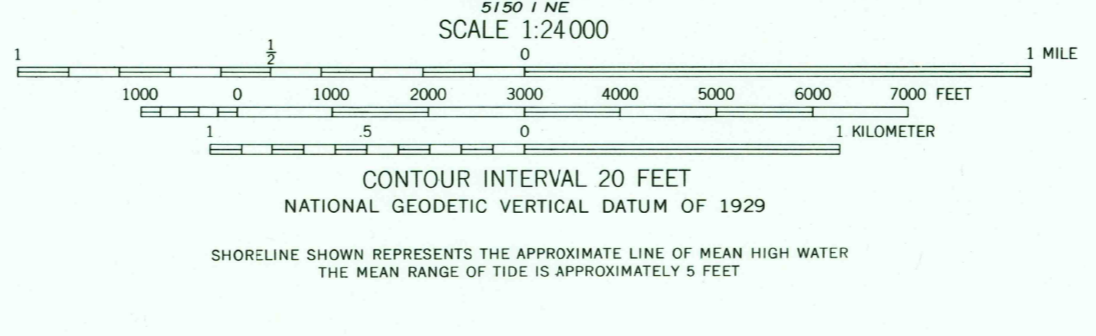 5150 I NE
SCALE 1:24 000
1 ½ 0 1 MILE
1000 0 1000 2000 3000 4000 5000 6000 7000 FEET
1 .5 0 1 KILOMETER
CONTOUR INTERVAL 20 FEET
NATIONAL GEODETIC VERTICAL DATUM OF 1929
SHORELINE SHOWN REPRESENTS THE APPROXIMATE LINE OF MEAN HIGH WATER
THE MEAN RANGE OF TIDE IS APPROXIMATELY 5 FEET